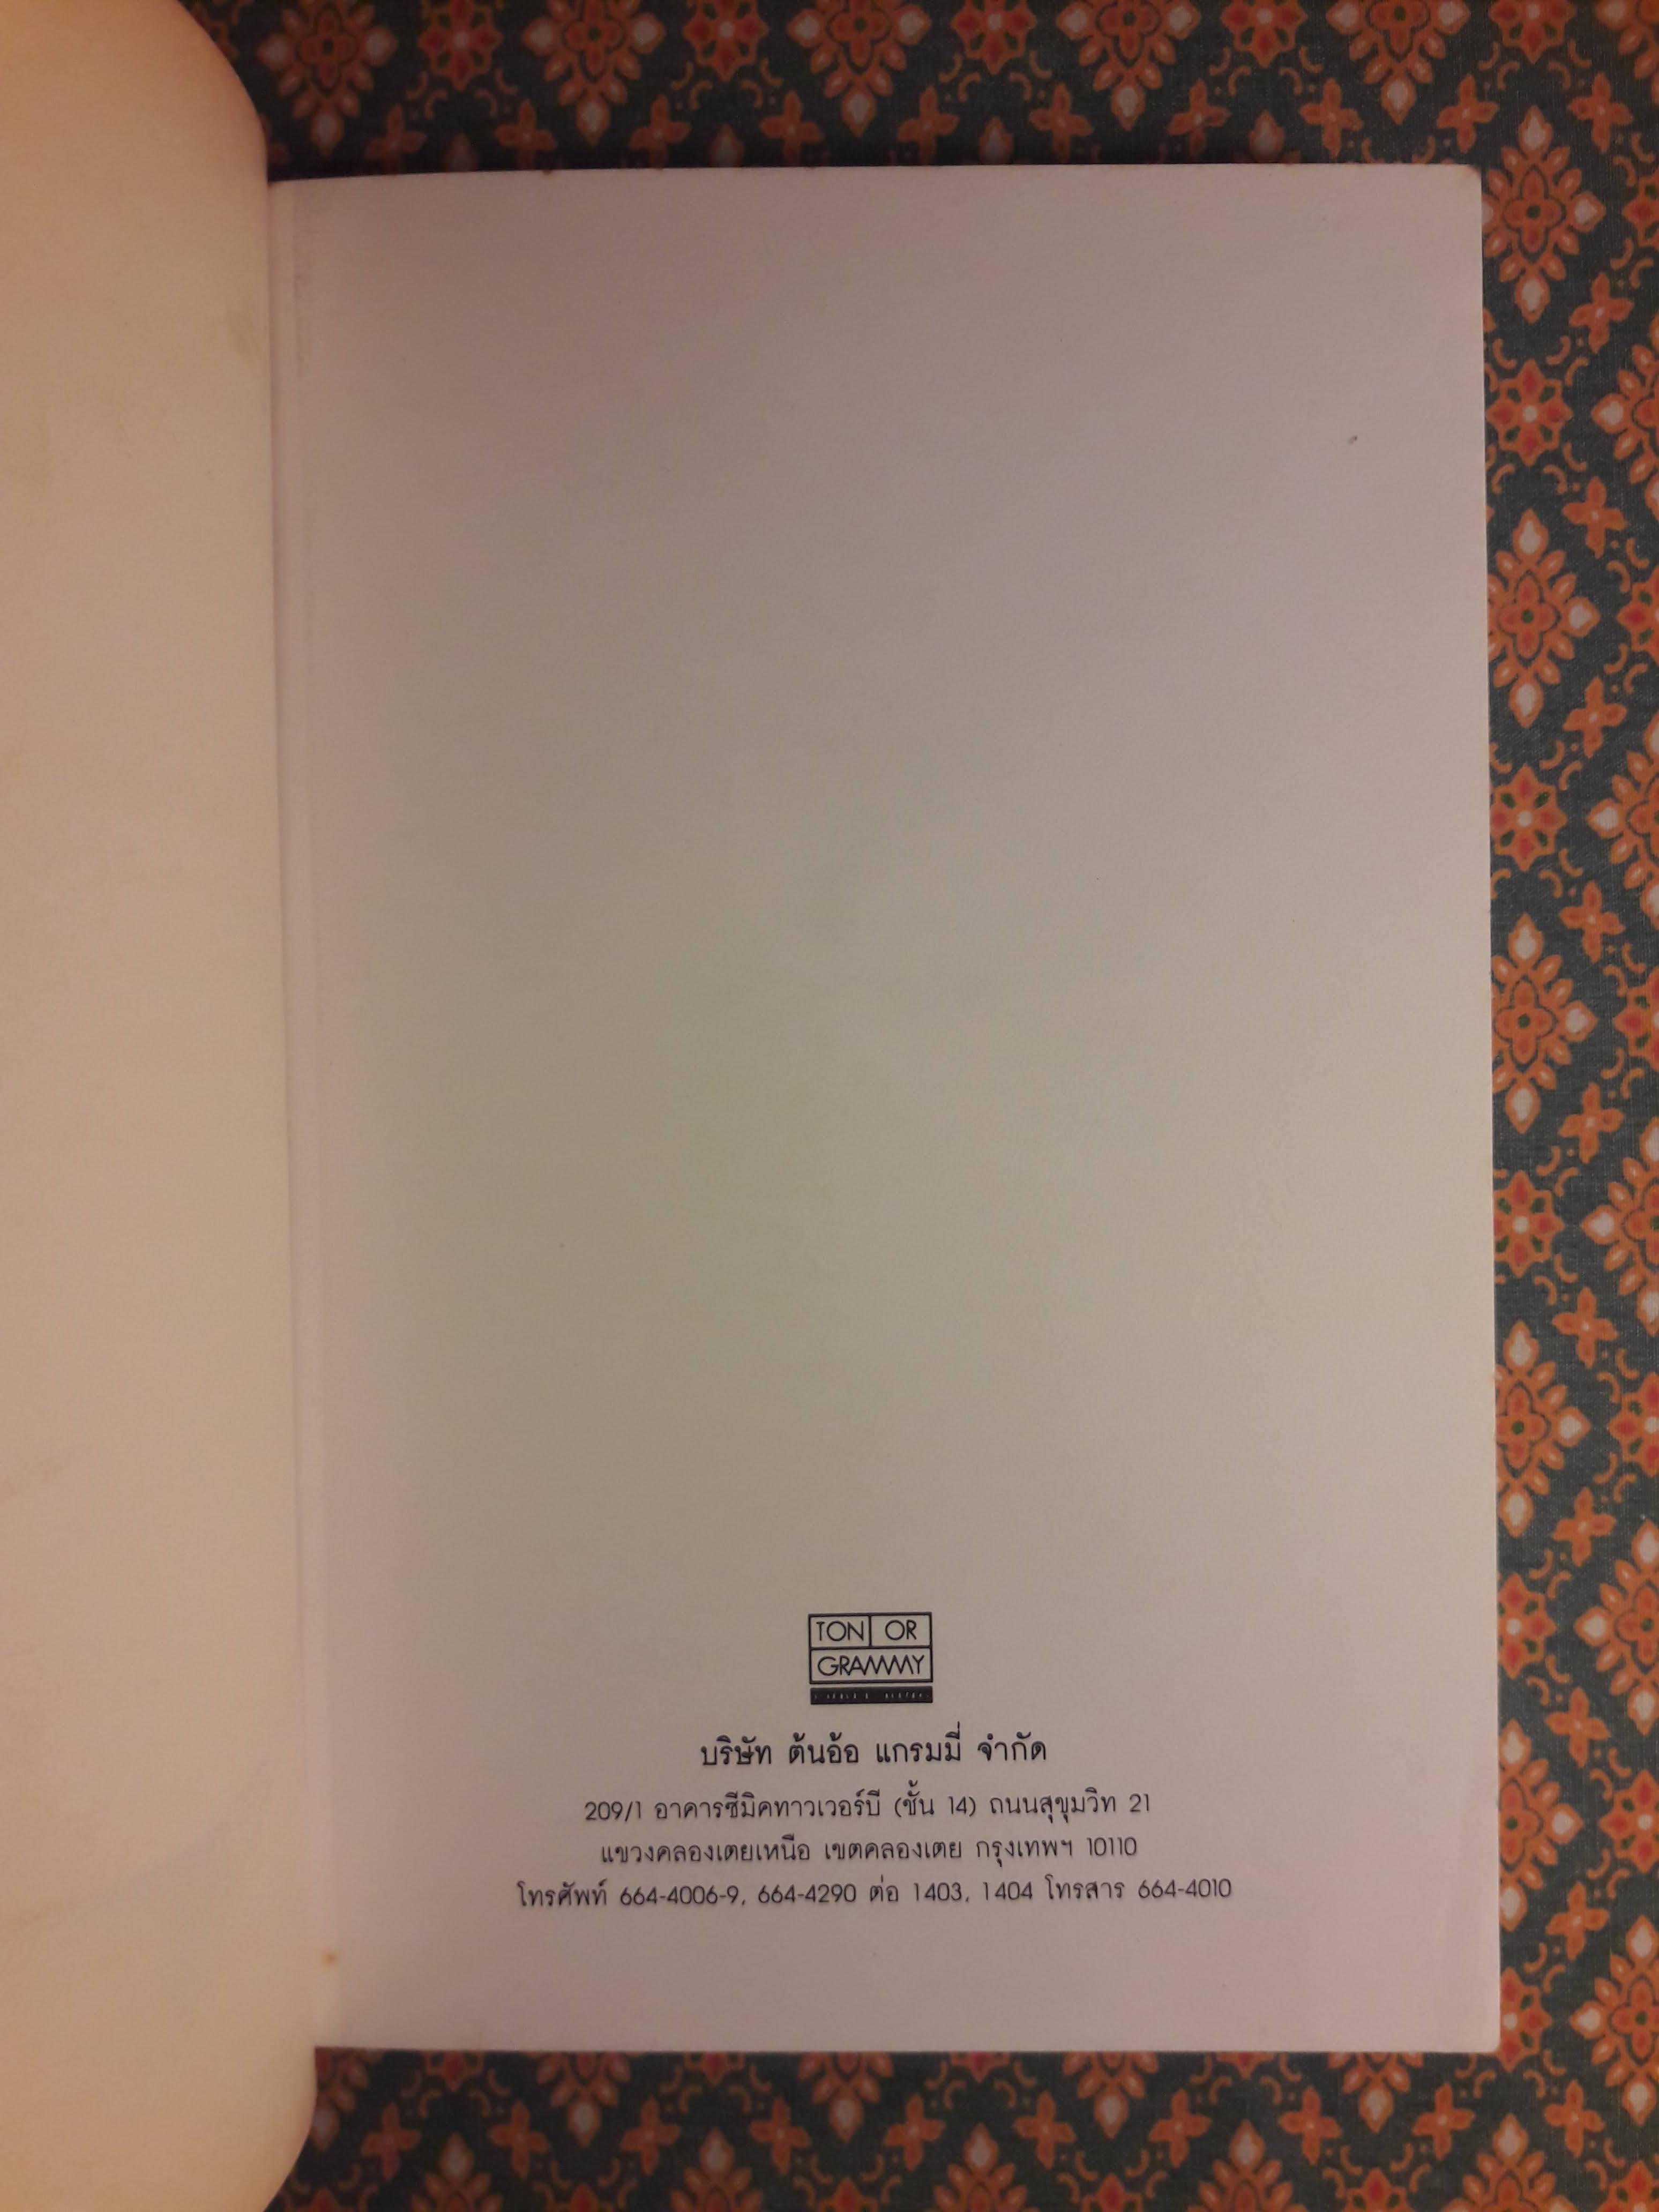 TON OR
GRAMMY
บริษัท ต้นอ้อ แกรมมี่ จำกัด
209/1 อาคารซีมิคทาวเวอร์บี (ชั้น 14) ถนนสุขุมวิท 21
แขวงคลองเตยเหนือ เขตคลองเตย กรุงเทพฯ 10110
โทรศัพท์ 664-4006-9, 664-4290 ต่อ 1403, 1404 โทรสาร 664-4010